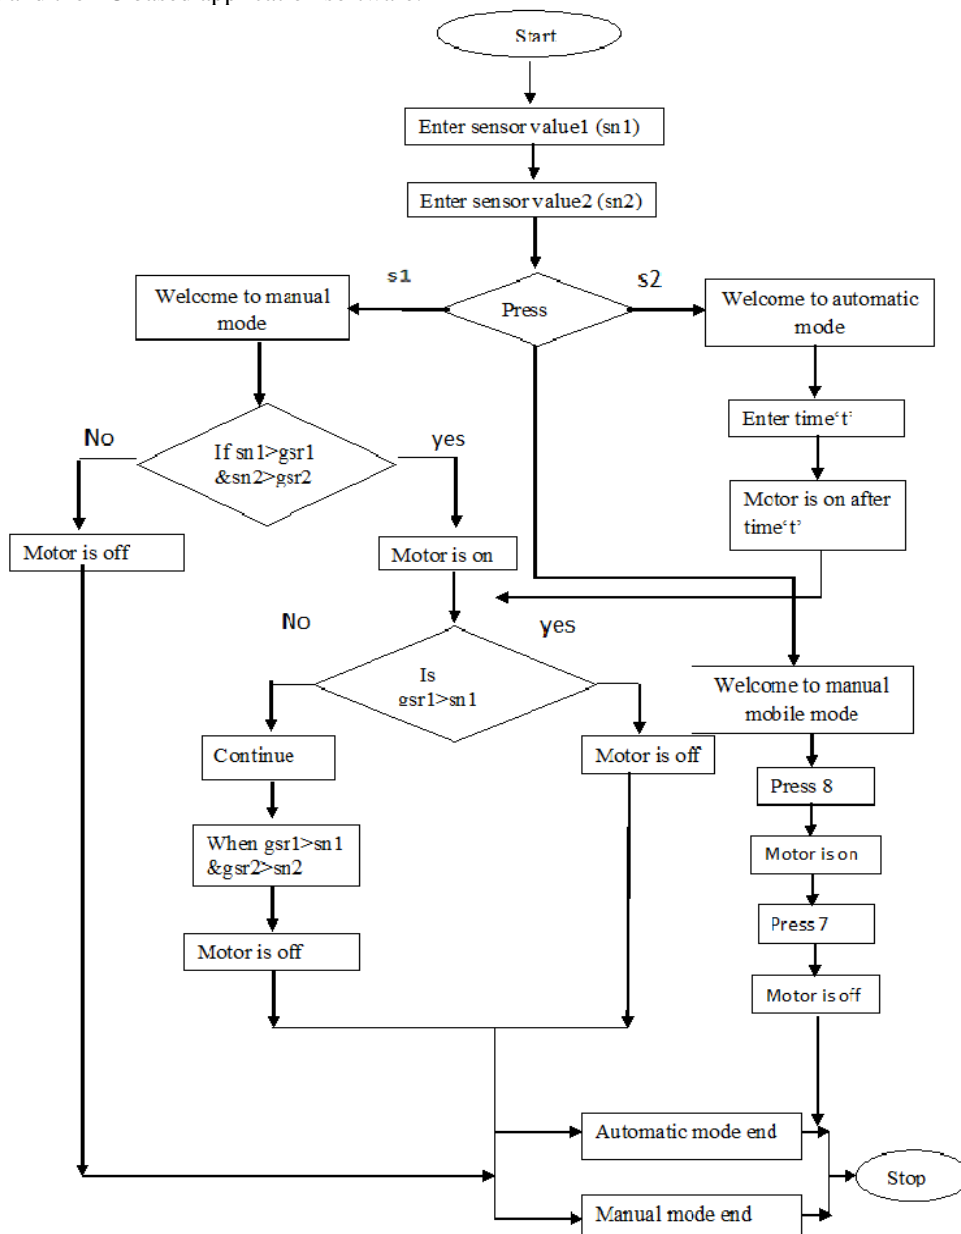 Start
Enter sensor value1 (sn1)
Enter sensor value2 (sn2)
s1
s2
Press
Welcome to manual
mode
Welcome to automatic
mode
Enter time‘t’
Motor is on after
time‘t’
No
yes
If sn1>gsr1
&sn2>gsr2
Motor is off
Motor is on
No
yes
Is
gsr1>sn1
Continue
Motor is off
When gsr1>sn1
&gsr2>sn2
Motor is off
Welcome to manual
mobile mode
Press 8
Motor is on
Press 7
Motor is off
Automatic mode end
Manual mode end
Stop